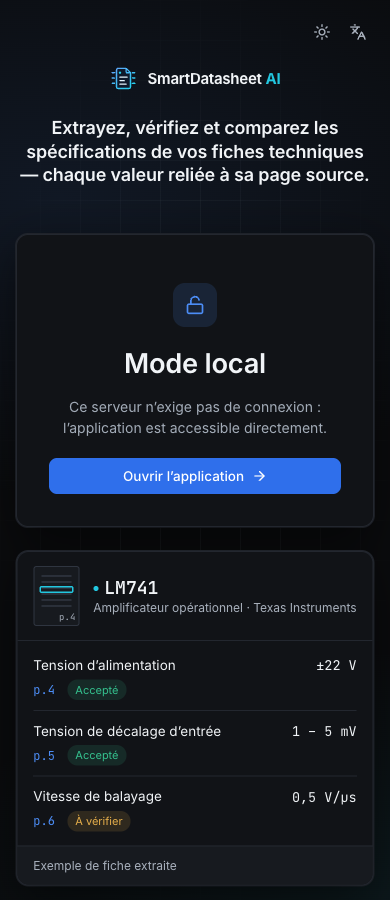 SmartDatasheet AI
Extrayez, vérifiez et comparez les
spécifications de vos fiches techniques
— chaque valeur reliée à sa page source.
Mode local
Ce serveur n’exige pas de connexion :
l’application est accessible directement.
Ouvrir l’application →
p.4
• LM741
Amplificateur opérationnel · Texas Instruments
Tension d’alimentation ±22 V
p.4 Accepté
Tension de décalage d’entrée 1 – 5 mV
p.5 Accepté
Vitesse de balayage 0,5 V/µs
p.6 À vérifier
Exemple de fiche extraite